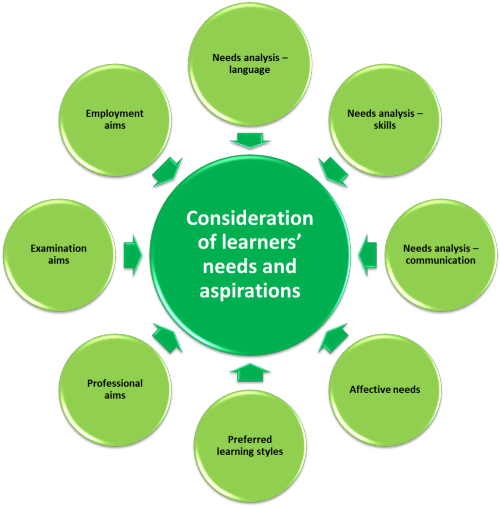 Needs analysis –
language
Needs analysis –
skills
Needs analysis –
communication
Affective needs
Preferred
learning styles
Professional
aims
Examination
aims
Employment
aims
Consideration
of learners’
needs and
aspirations